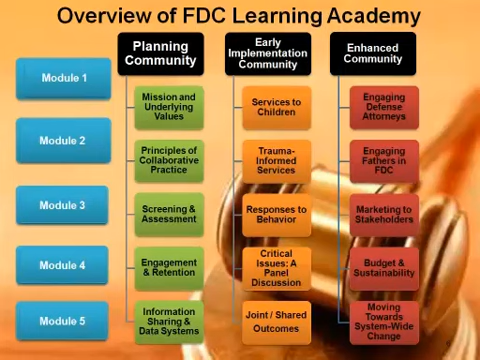 Overview of FDC Learning Academy
Planning
Community
Early
Implementation
Community
Enhanced
Community
Module 1
Mission and
Underlying
Values
Services to
Children
Engaging
Defense
Attorneys
Module 2
Principles of
Collaborative
Practice
Trauma-
Informed
Services
Engaging
Fathers in
FDC
Module 3
Screening &
Assessment
Responses to
Behavior
Marketing to
Stakeholders
Module 4
Engagement
& Retention
Critical
Issues: A
Panel
Discussion
Budget &
Sustainability
Module 5
Information
Sharing &
Data Systems
Joint / Shared
Outcomes
Moving
Towards
System-Wide
Change